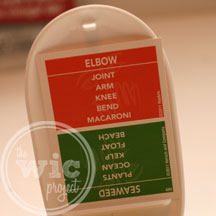 ELBOW
JOINT
ARM
KNEE
BEND
MACARONI
BEACH
FLOAT
KELP
OCEAN
PLANTS
SEAWEED
the
WIC
project